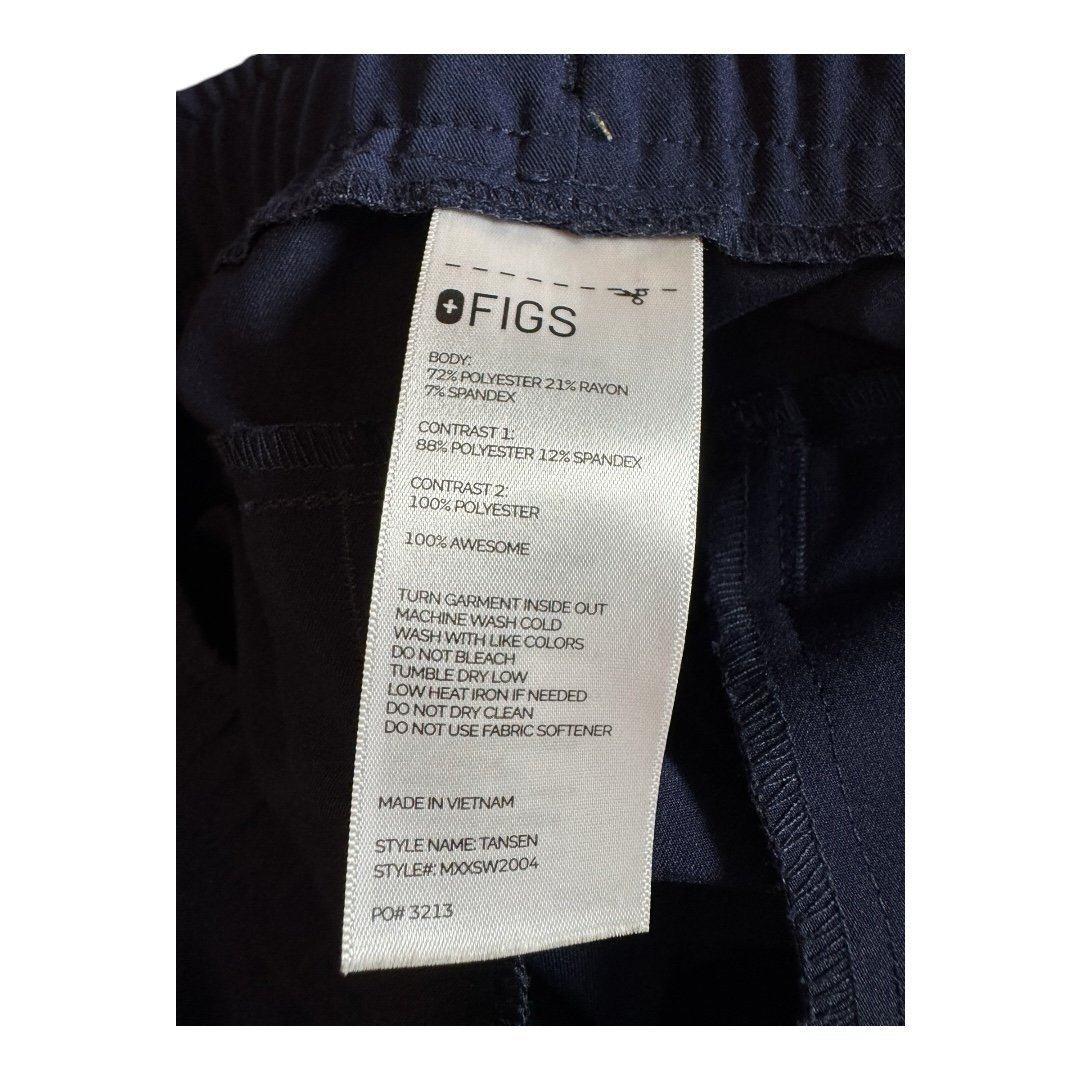 FIGS
BODY:
72% POLYESTER 21% RAYON
7% SPANDEX
CONTRAST 1:
88% POLYESTER 12% SPANDEX
CONTRAST 2:
100% POLYESTER
100% AWESOME
TURN GARMENT INSIDE OUT
MACHINE WASH COLD
WASH WITH LIKE COLORS
DO NOT BLEACH
TUMBLE DRY LOW
LOW HEAT IRON IF NEEDED
DO NOT DRY CLEAN
DO NOT USE FABRIC SOFTENER
MADE IN VIETNAM
STYLE NAME: TANSEN
STYLE#: MXXSW2004
PO# 3213